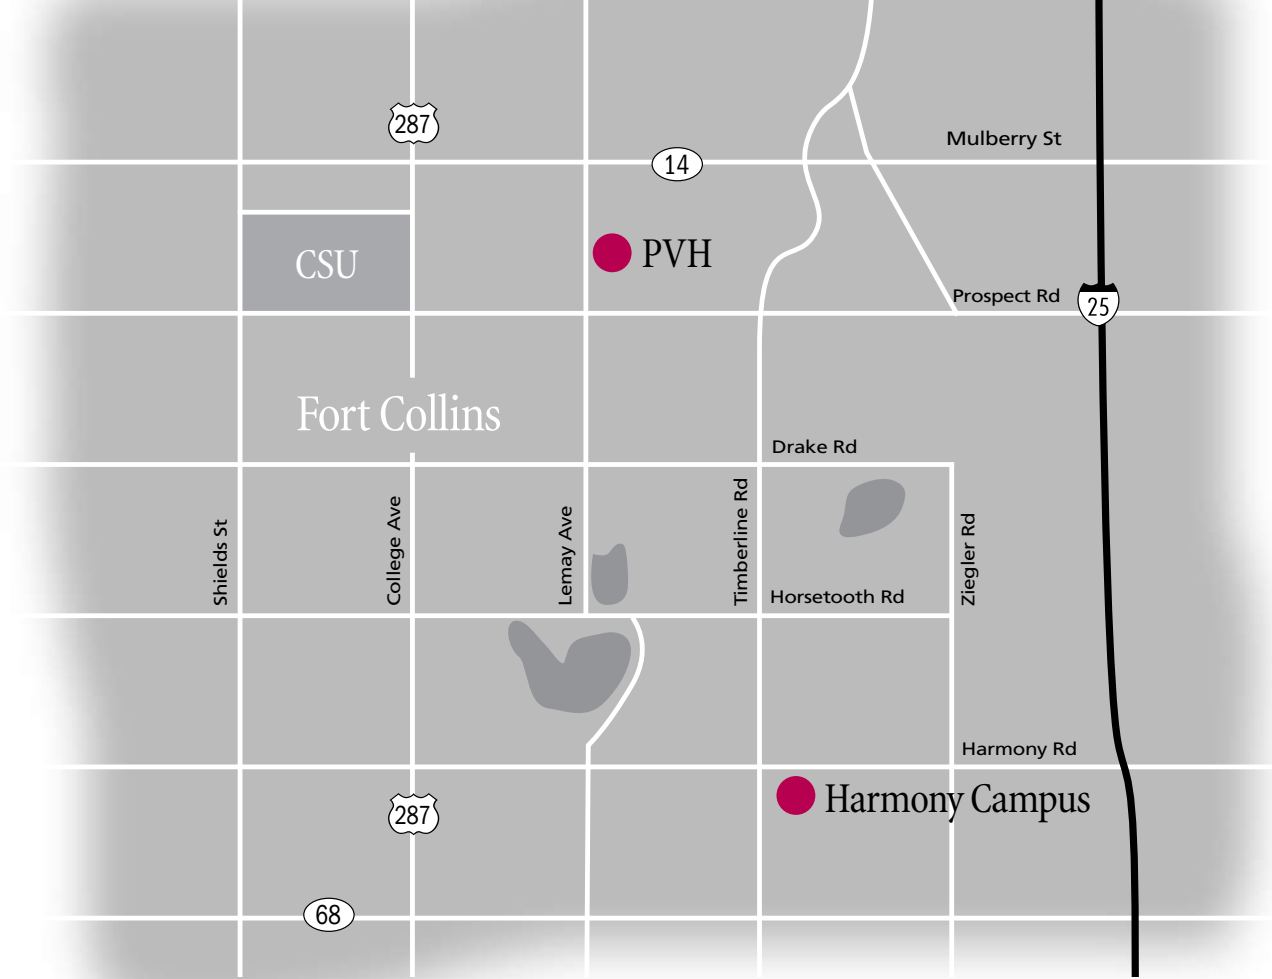 287
Mulberry St
14
PVH
CSU
Prospect Rd
25
Fort Collins
Drake Rd
Shields St
College Ave
Lemay Ave
Timberline Rd
Ziegler Rd
Horsetooth Rd
Harmony Rd
Harmony Campus
287
68